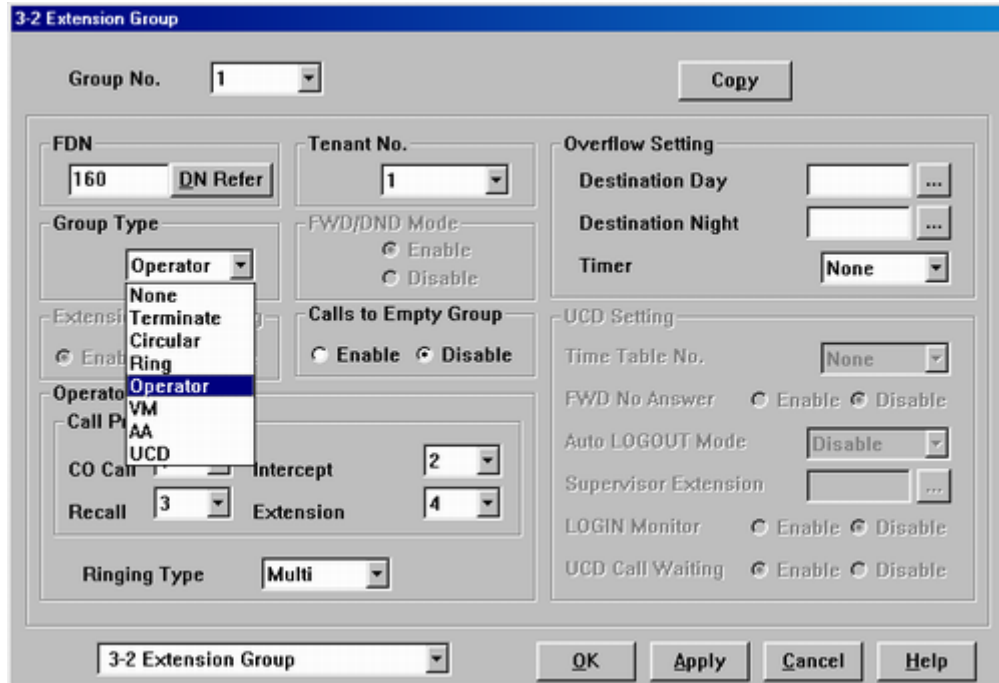 3-2 Extension Group
Group No. 1 Copy
FDN
160 DN Refer
Tenant No.
1
Overflow Setting
Destination Day ...
Destination Night ...
Timer None
Group Type
Operator
None
Terminate
Circular
Ring
Operator
VM
AA
UCD
FWD/DND Mode
Enable
Disable
Calls to Empty Group
Enable Disable
UCD Setting
Time Table No. None
FWD No Answer Enable Disable
Auto LOGOUT Mode Disable
Supervisor Extension ...
LOGIN Monitor Enable Disable
UCD Call Waiting Enable Disable
CO Call Intercept 2
Recall 3 Extension 4
Ringing Type Multi
3-2 Extension Group OK Apply Cancel Help